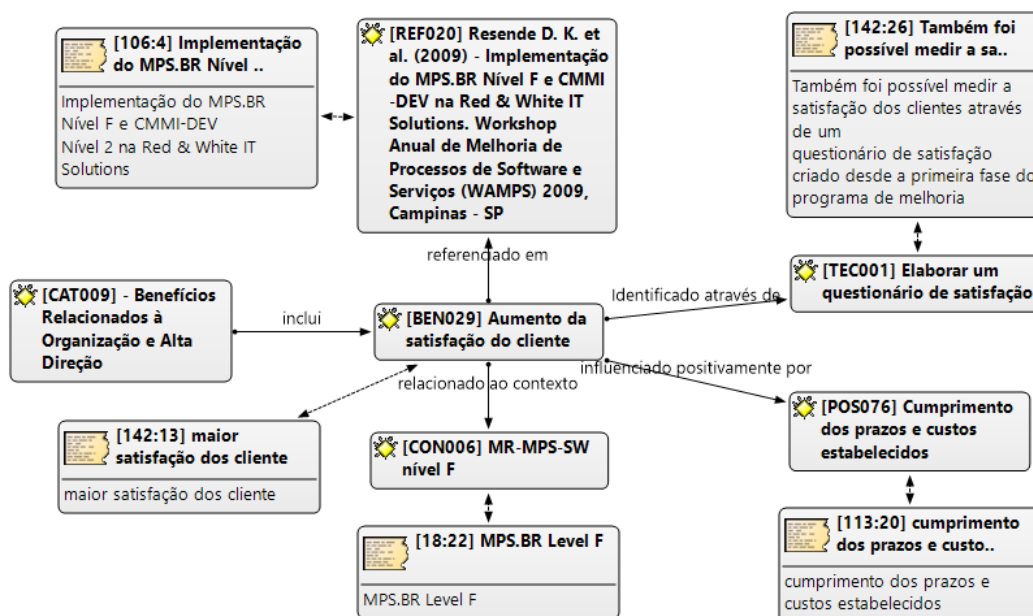 [106:4] Implementação
do MPS.BR Nível ..
Implementação do MPS.BR
Nível F e CMMI-DEV
Nível 2 na Red & White IT
Solutions
[REF020] Resende D. K. et
al. (2009) - Implementação
do MPS.BR Nível F e CMMI
-DEV na Red & White IT
Solutions. Workshop
Anual de Melhoria de
Processos de Software e
Serviços (WAMPS) 2009,
Campinas - SP
[142:26] Também foi
possível medir a sa..
Também foi possível medir a
satisfação dos clientes através
de um
questionário de satisfação
criado desde a primeira fase do
programa de melhoria
referenciado em
[CAT009] - Benefícios
Relacionados à
Organização e Alta
Direção
inclui
[BEN029] Aumento da
satisfação do cliente
Identificado através de
[TEC001] Elaborar um
questionário de satisfação
relacionado ao contexto
influenciado positivamente por
[142:13] maior
satisfação dos cliente
maior satisfação dos cliente
[CON006] MR-MPS-SW
nível F
[POS076] Cumprimento
dos prazos e custos
estabelecidos
[18:22] MPS.BR Level F
MPS.BR Level F
[113:20] cumprimento
dos prazos e custo..
cumprimento dos prazos e
custos estabelecidos